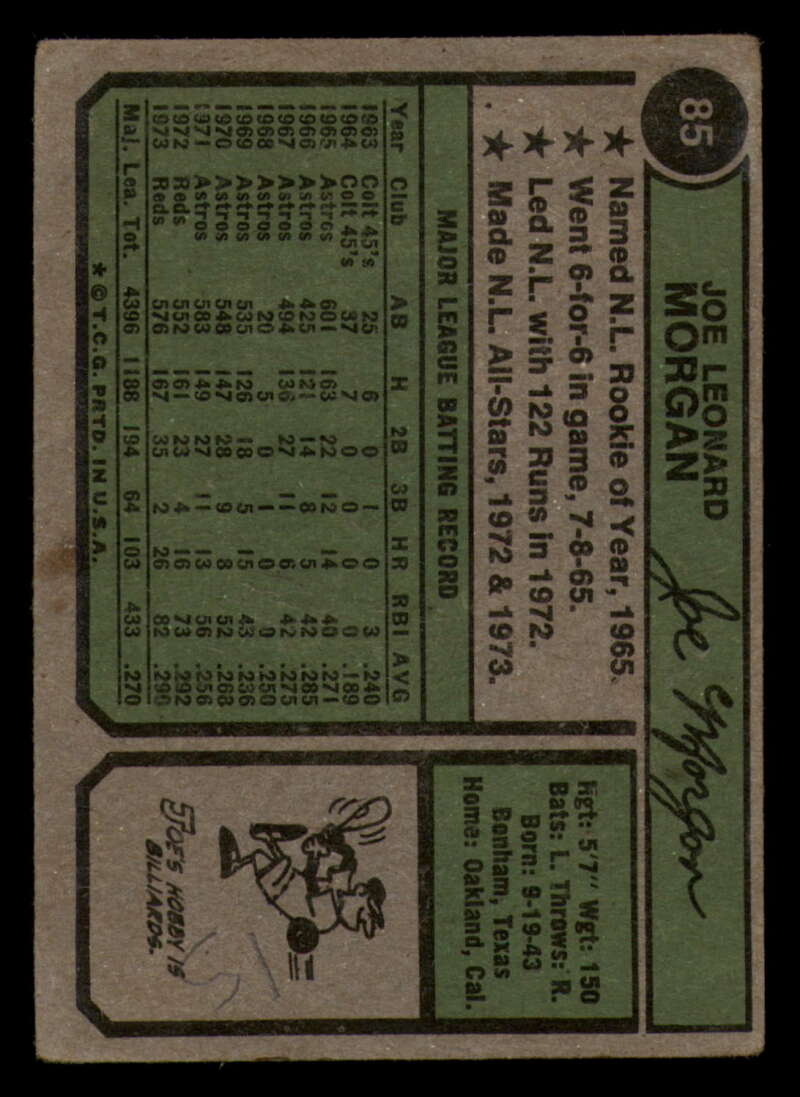 85
JOE LEONARD
MORGAN
Joe Morgan
★ Named N.L. Rookie of Year, 1965.
★ Went 6-for-6 in game, 7-8-65.
★ Led N.L. with 122 Runs in 1972.
★ Made N.L. All-Stars, 1972 & 1973.
MAJOR LEAGUE BATTING RECORD
Year Club AB H 2B 3B HR RBI AVG
1963 Colt 45's 25 6 0 1 0 3 .240
1964 Colt 45's 37 7 0 0 0 0 .189
1965 Astros 601 163 22 12 14 40 .271
1966 Astros 425 121 14 8 5 42 .285
1967 Astros 494 136 27 11 6 42 .275
1968 Astros 20 5 0 1 0 0 .250
1969 Astros 535 126 18 5 15 43 .236
1970 Astros 548 147 28 9 8 52 .268
1971 Astros 583 149 27 11 13 56 .256
1972 Reds 552 161 23 4 16 73 .292
1973 Reds 576 167 35 2 26 82 .290
Maj. Lea. Tot. 4396 1188 194 64 103 433 .270
* © T.C.G. PRTD. IN U.S.A.
Hgt: 5'7" Wgt: 150
Bats: L. Throws: R.
Born: 9-19-43
Bonham, Texas
Home: Oakland, Cal.
JOE'S HOBBY IS
BILLIARDS.